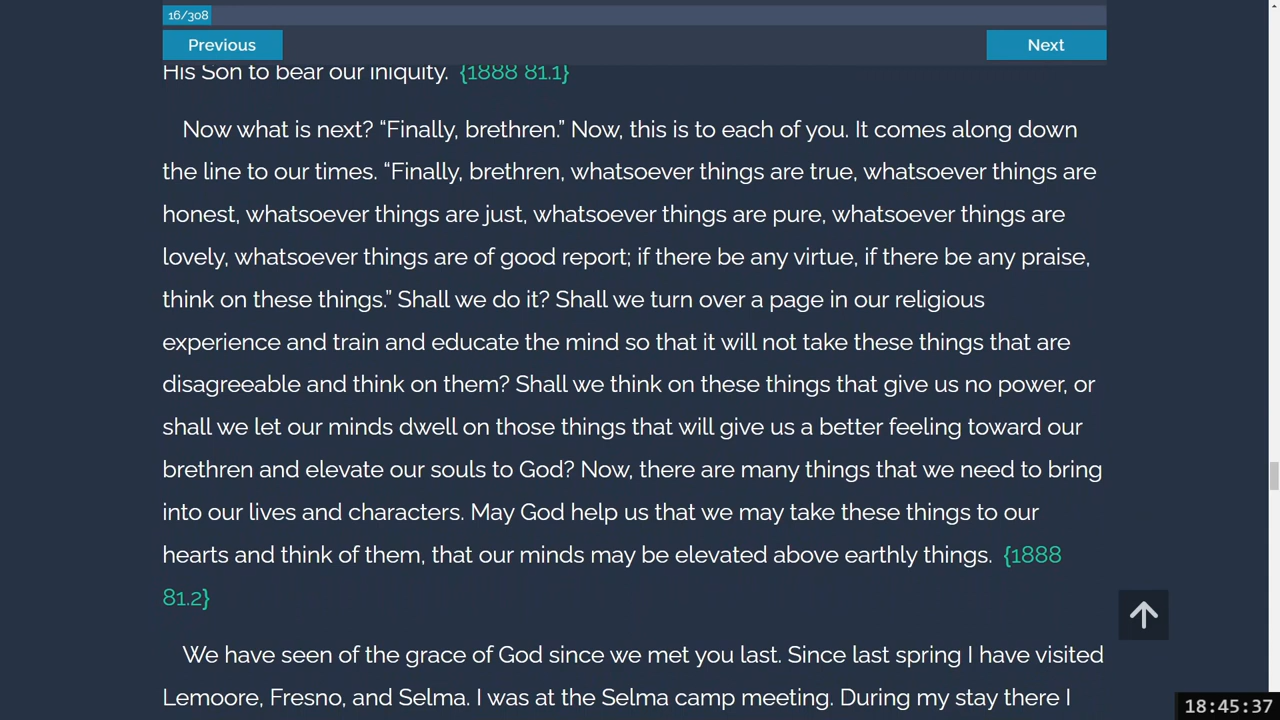 16/308
Previous
Next
His Son to bear our iniquity. {1888 81.1}
Now what is next? “Finally, brethren.” Now, this is to each of you. It comes along down
the line to our times. “Finally, brethren, whatsoever things are true, whatsoever things are
honest, whatsoever things are just, whatsoever things are pure, whatsoever things are
lovely, whatsoever things are of good report; if there be any virtue, if there be any praise,
think on these things.” Shall we do it? Shall we turn over a page in our religious
experience and train and educate the mind so that it will not take these things that are
disagreeable and think on them? Shall we think on these things that give us no power, or
shall we let our minds dwell on those things that will give us a better feeling toward our
brethren and elevate our souls to God? Now, there are many things that we need to bring
into our lives and characters. May God help us that we may take these things to our
hearts and think of them, that our minds may be elevated above earthly things. {1888
81.2}
We have seen of the grace of God since we met you last. Since last spring I have visited
Lemoore, Fresno, and Selma. I was at the Selma camp meeting. During my stay there I
18:45:37